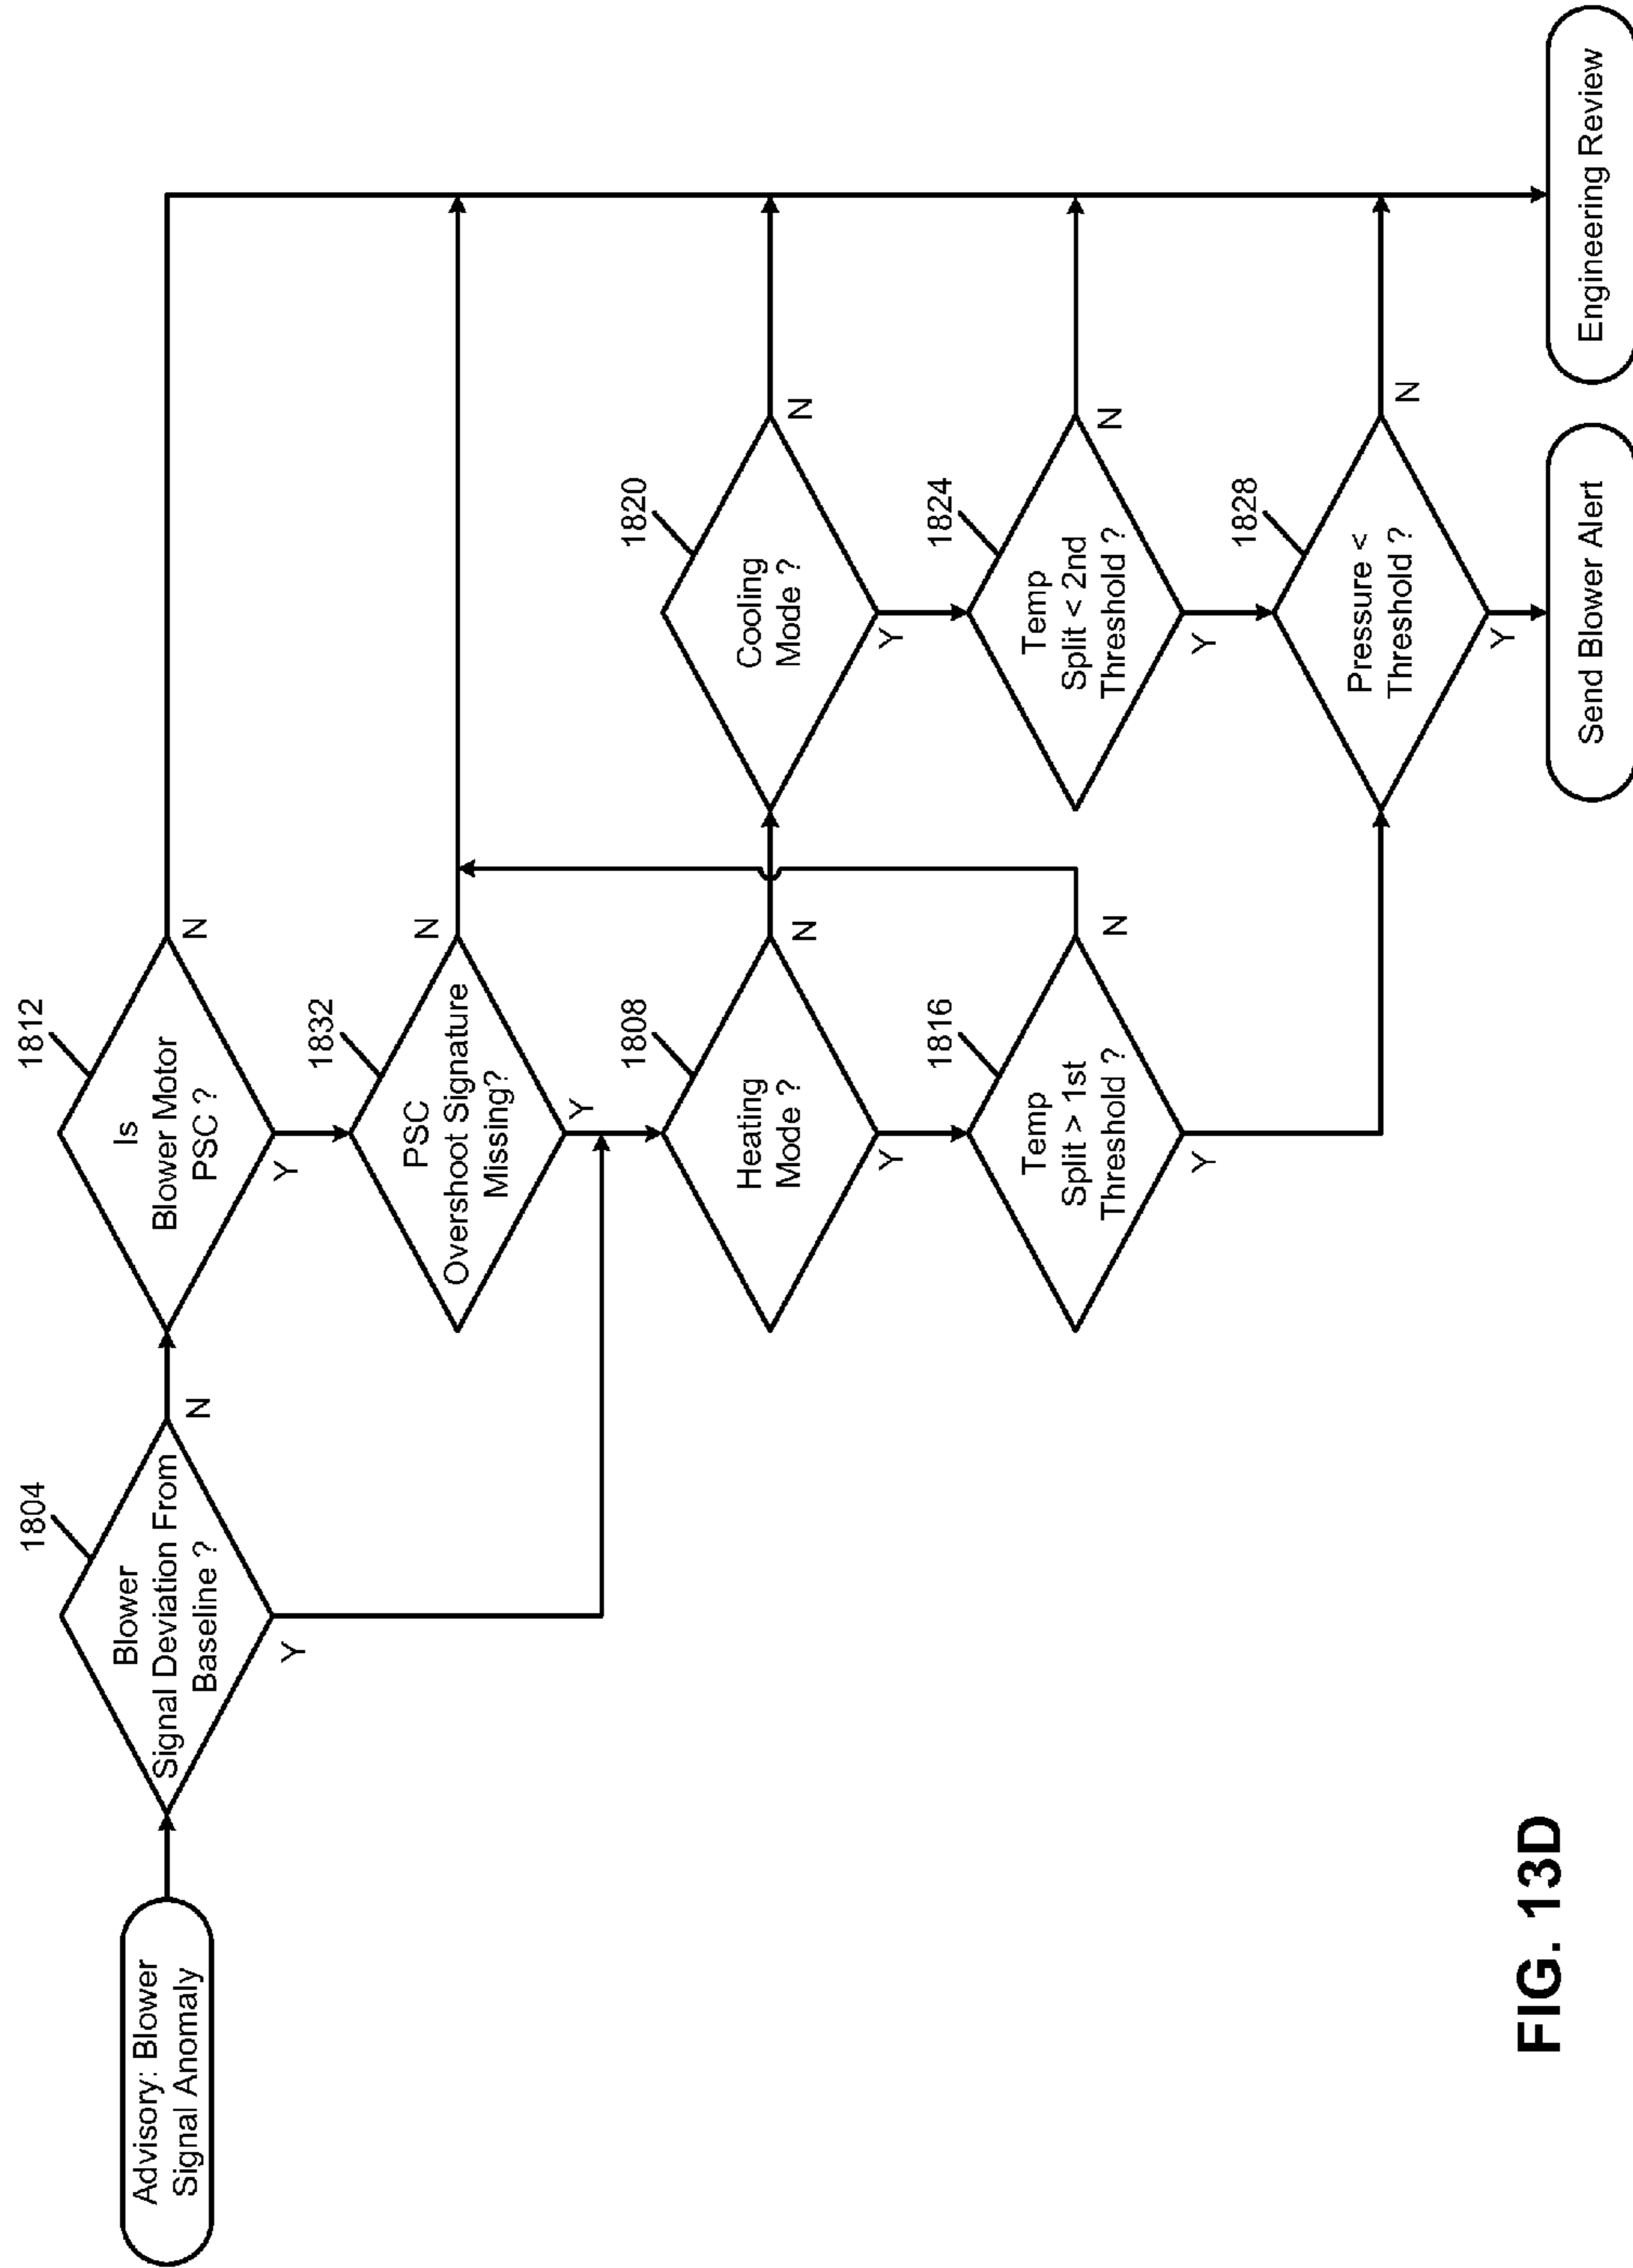 Advisory: Blower
Signal Anomaly
1804
Blower
Signal Deviation From
Baseline ?
N
Y
1812
Is
Blower Motor
PSC ?
N
Y
1832
PSC
Overshoot Signature
Missing?
N
Y
1808
Heating
Mode ?
N
Y
1820
Cooling
Mode ?
N
Y
1816
Temp
Split > 1st
Threshold ?
N
Y
1824
Temp
Split < 2nd
Threshold ?
N
Y
1828
Pressure <
Threshold ?
N
Y
Send Blower Alert
Engineering Review
FIG. 13D